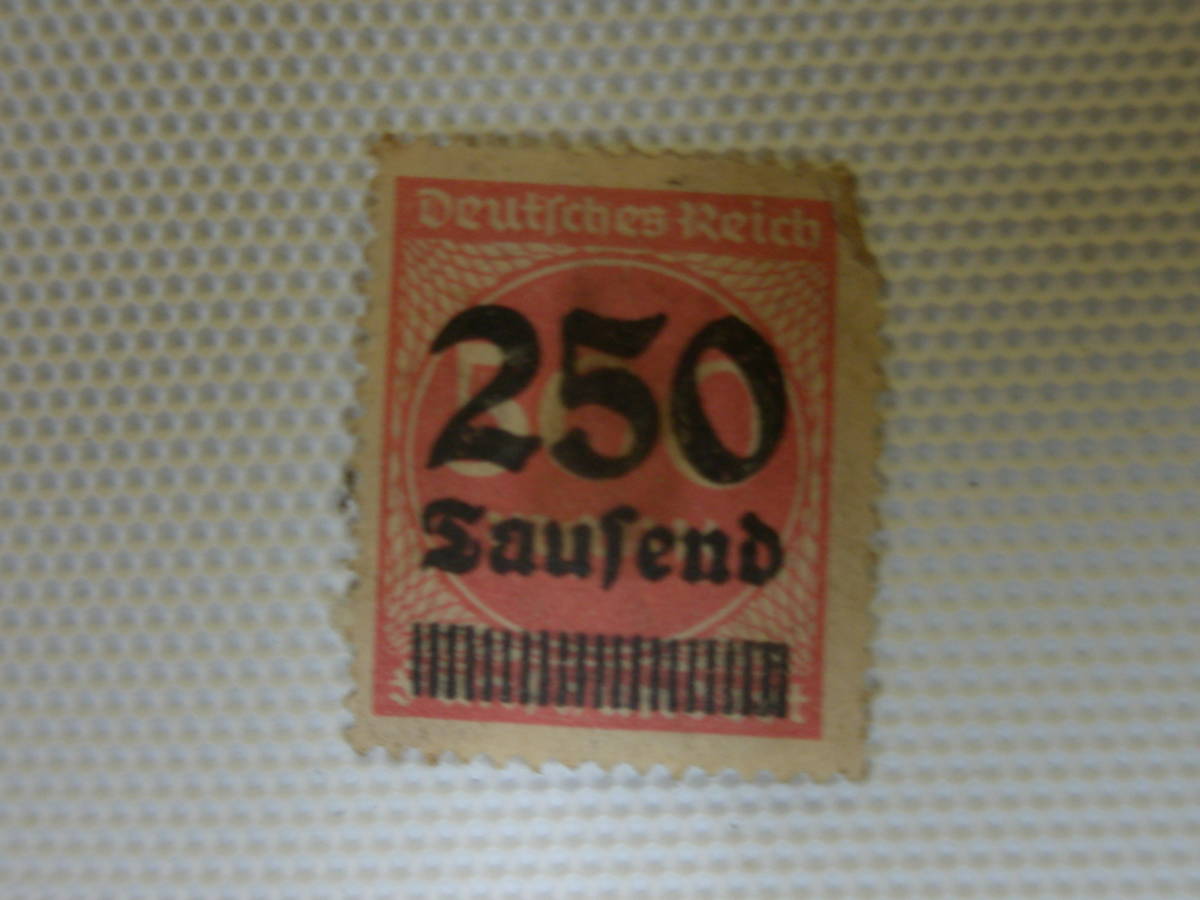 Deutſches Reich
250
Tauſend